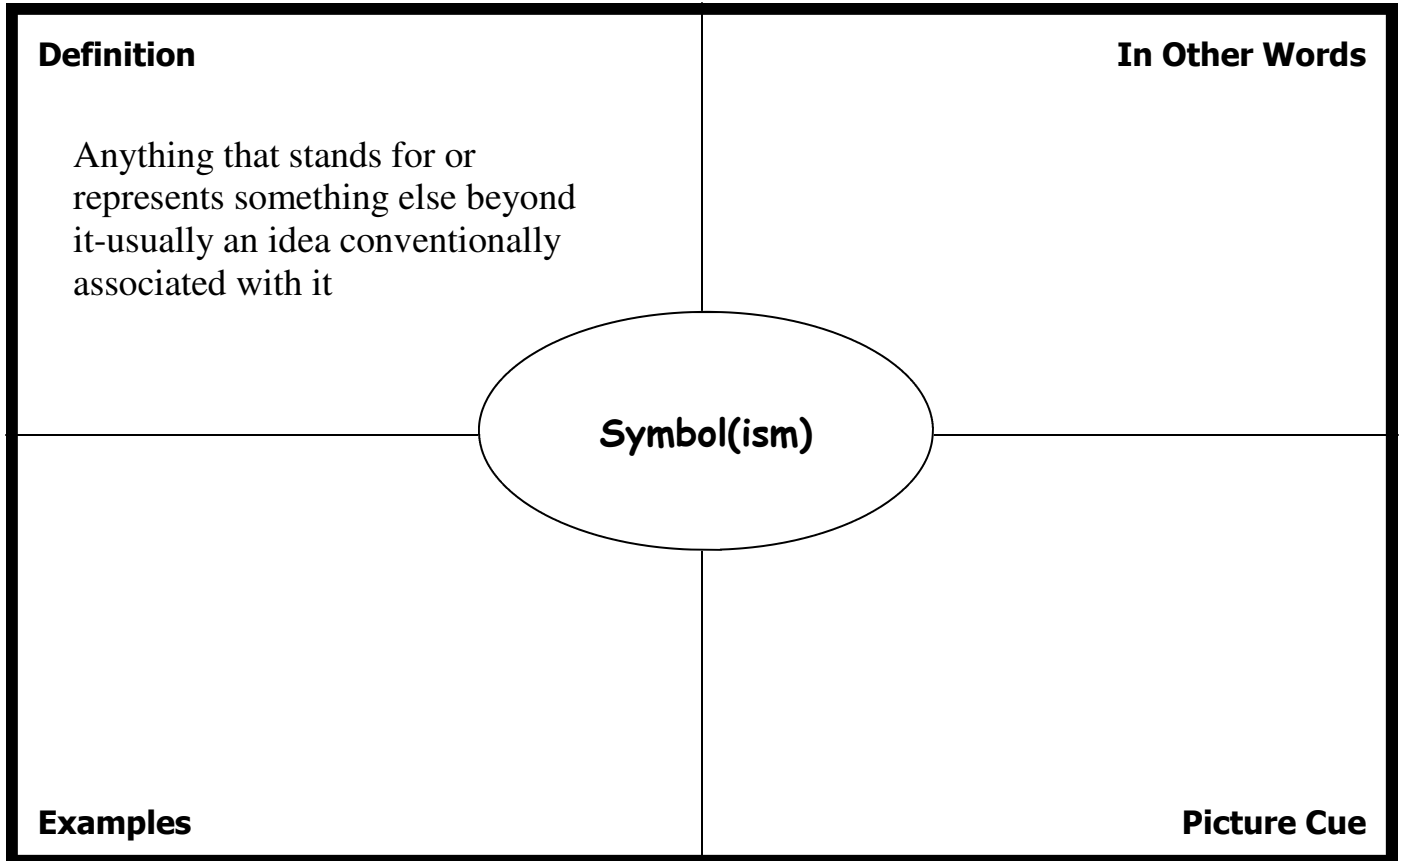 Definition
In Other Words
Anything that stands for or
represents something else beyond
it-usually an idea conventionally
associated with it
Symbol(ism)
Examples
Picture Cue